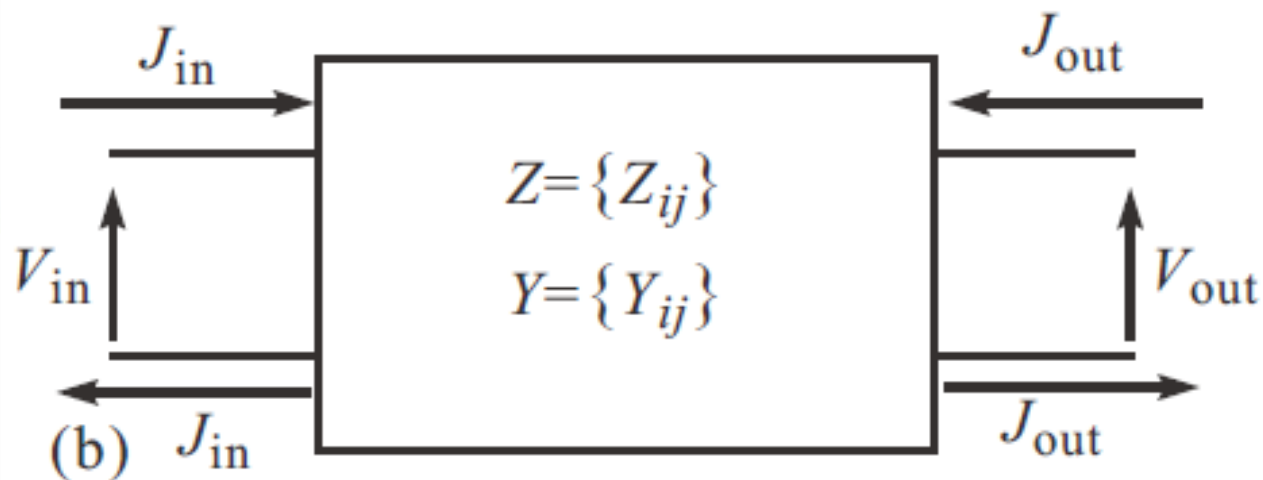 J_in
J_out
Z={Z_ij}
V_in
Y={Y_ij}
V_out
(b)
J_in
J_out